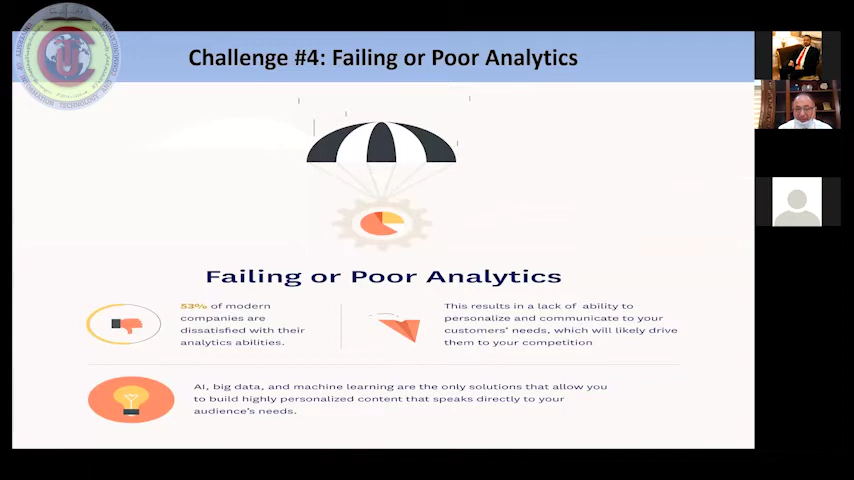 Challenge #4: Failing or Poor Analytics
Failing or Poor Analytics
53% of modern
companies are
dissatisfied with their
analytics abilities.
This results in a lack of ability to
personalize and communicate to your
customers' needs, which will likely drive
them to your competition
AI, big data, and machine learning are the only solutions that allow you
to build highly personalized content that speaks directly to your
audience's needs.